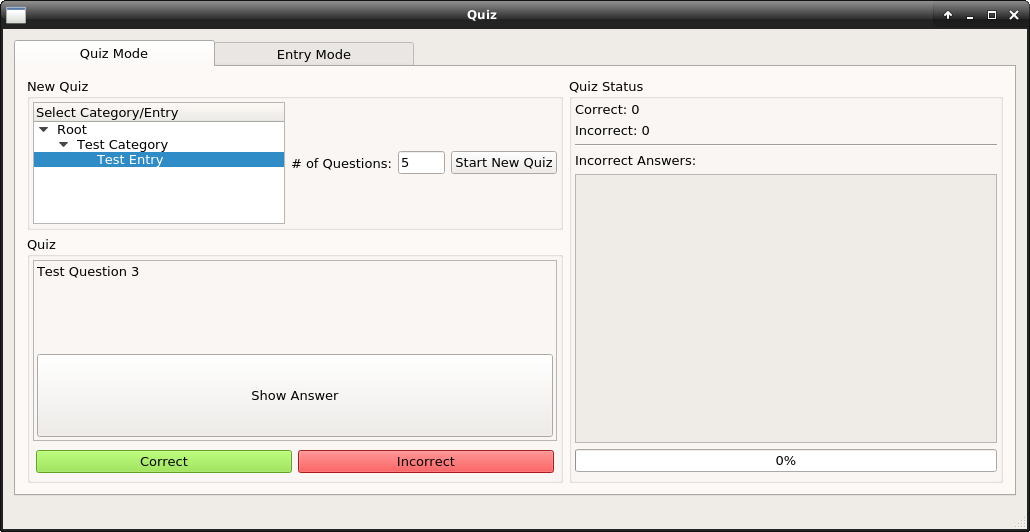 Quiz
Quiz Mode
Entry Mode
New Quiz
Select Category/Entry
Root
Test Category
Test Entry
# of Questions: 5 Start New Quiz
Quiz
Test Question 3
Show Answer
Correct
Incorrect
Quiz Status
Correct: 0
Incorrect: 0
Incorrect Answers:
0%